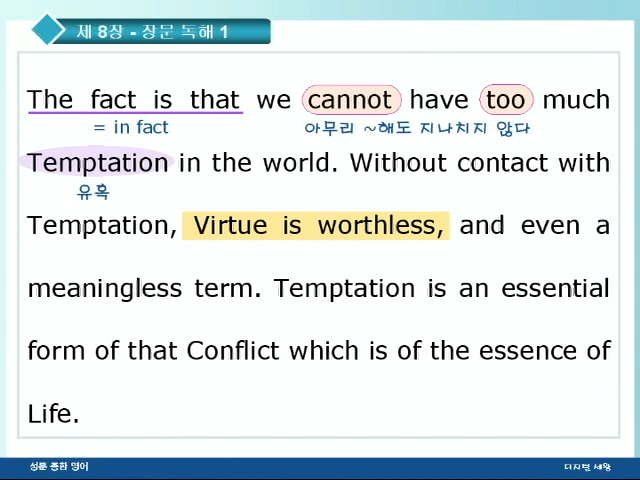 제 8장 - 장문 독해 1
The fact is that we cannot have too much
= in fact 아무리 ~해도 지나치지 않다
Temptation in the world. Without contact with
유혹
Temptation, Virtue is worthless, and even a
meaningless term. Temptation is an essential
form of that Conflict which is of the essence of
Life.
성문 종합 영어 디지털 세왕